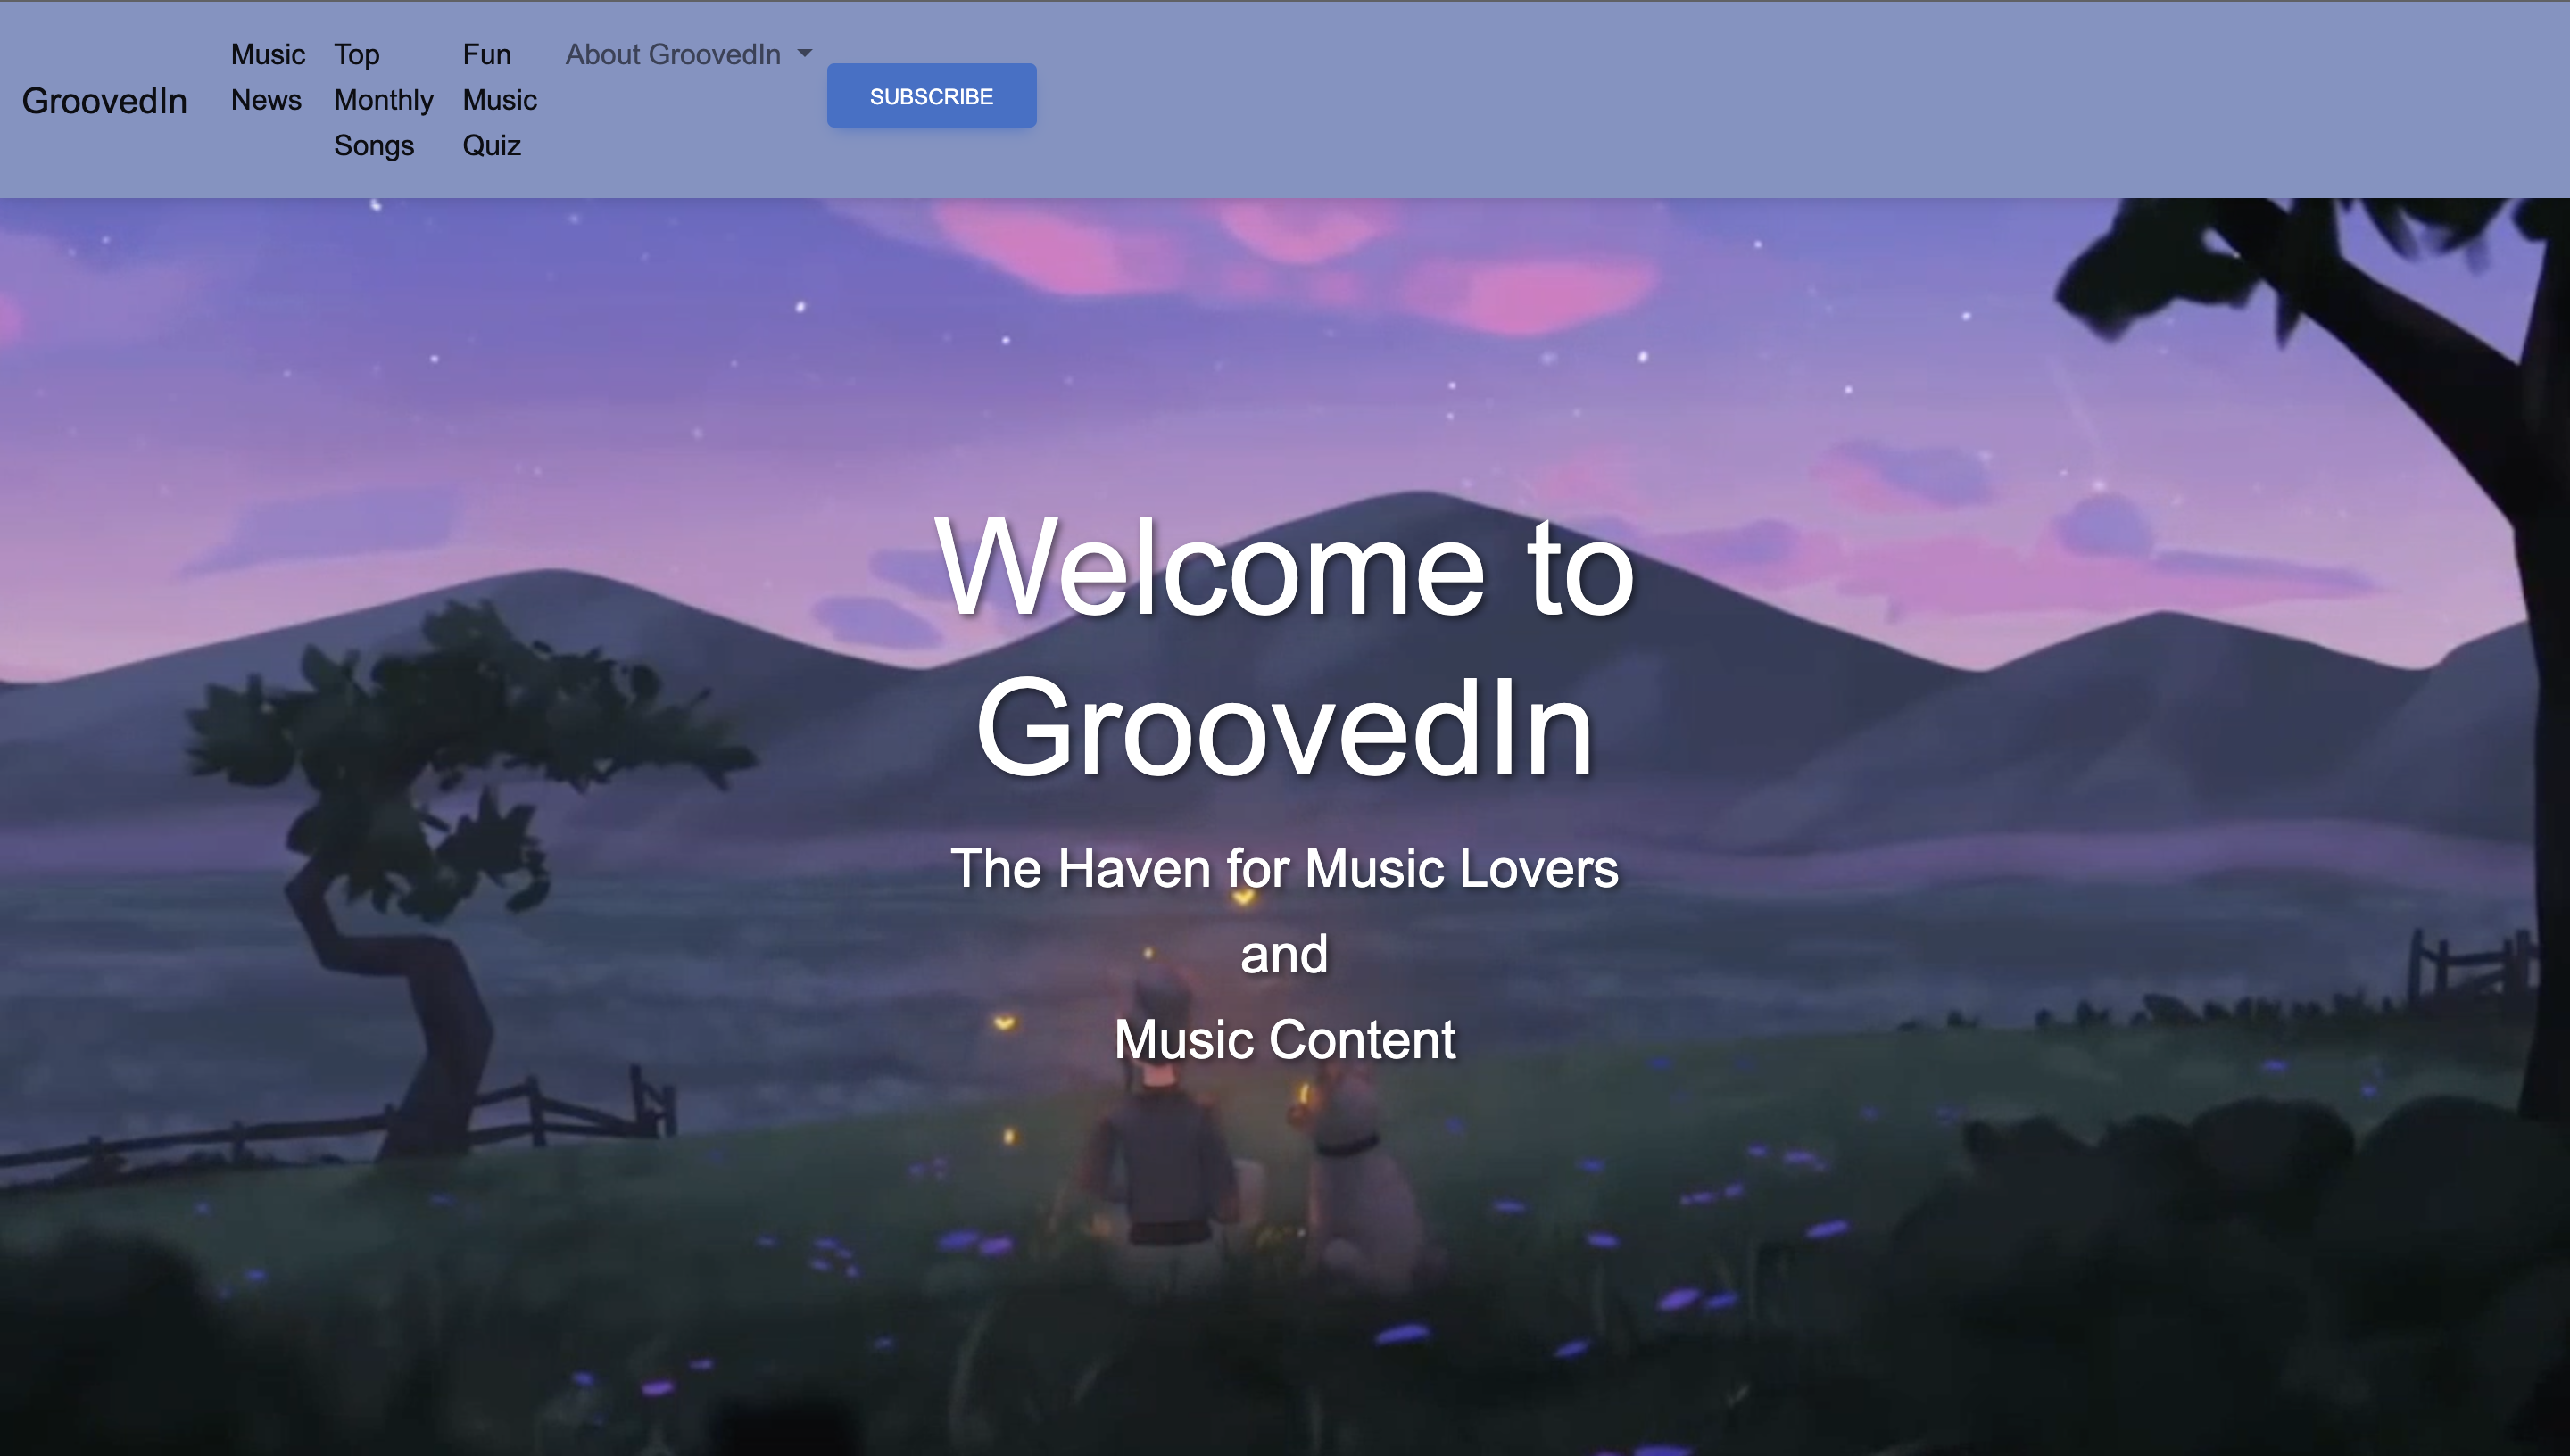 GroovedIn
Music
News
Top
Monthly
Songs
Fun
Music
Quiz
About GroovedIn
SUBSCRIBE
Welcome to
GroovedIn
The Haven for Music Lovers
and
Music Content